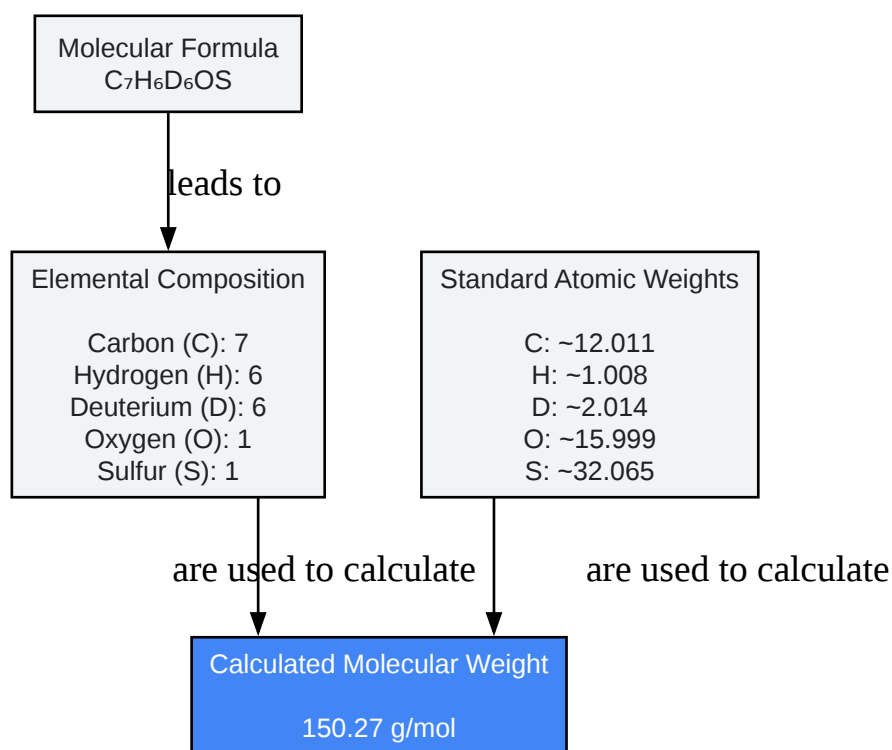 Molecular Formula
C₇H₆D₆OS
leads to
Elemental Composition
Carbon (C): 7
Hydrogen (H): 6
Deuterium (D): 6
Oxygen (O): 1
Sulfur (S): 1
Standard Atomic Weights
C: ~12.011
H: ~1.008
D: ~2.014
O: ~15.999
S: ~32.065
are used to calculate
are used to calculate
Calculated Molecular Weight
150.27 g/mol